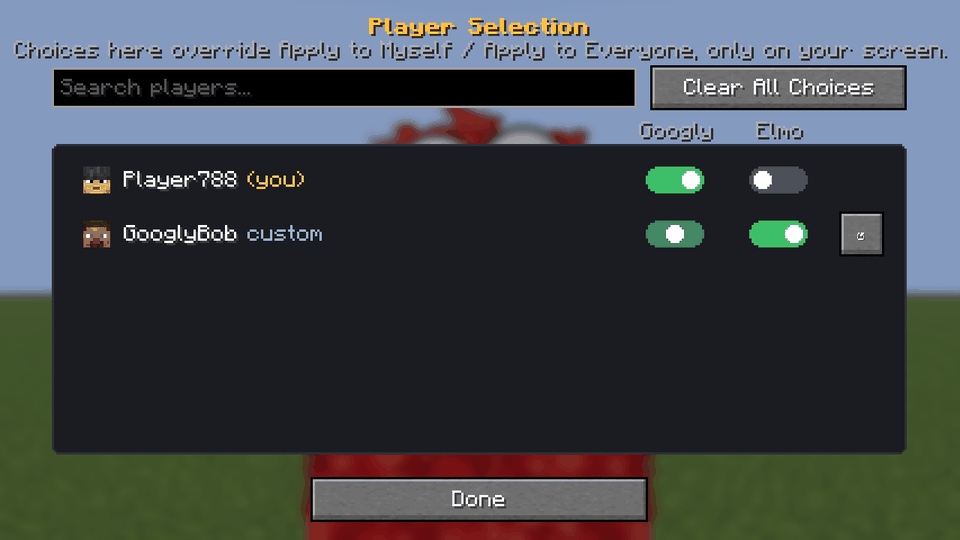 Player Selection
Choices here override Apply to Myself / Apply to Everyone, only on your screen.
Search players...
Clear All Choices
Googly Elmo
Player788 (you)
GooglyBob custom
Done